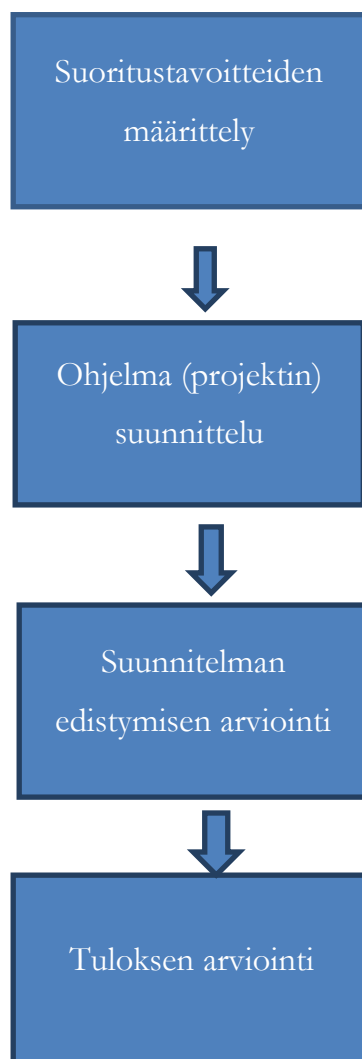 Suoritustavoitteiden
määrittely
Ohjelma (projektin)
suunnittelu
Suunnitelman
edistymisen arviointi
Tuloksen arviointi